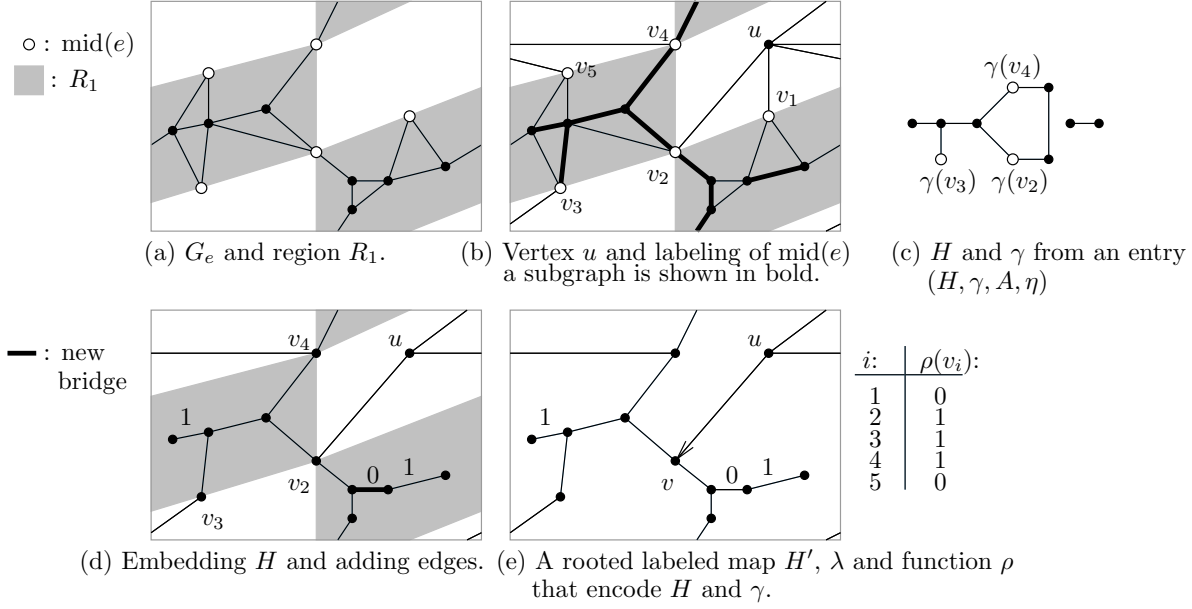 : mid(e)
: R₁
v₄
u
v₅
v₁
v₂
v₃
γ(v₄)
γ(v₃)
γ(v₂)
(a) Gₑ and region R₁.
(b) Vertex u and labeling of mid(e)
a subgraph is shown in bold.
(c) H and γ from an entry
(H, γ, A, η)
: new
bridge
v₄
u
1
v₂
0
1
v₃
u
1
v
0
1
i: ρ(vᵢ):
1 0
2 1
3 1
4 1
5 0
(d) Embedding H and adding edges.
(e) A rooted labeled map H′, λ and function ρ
that encode H and γ.